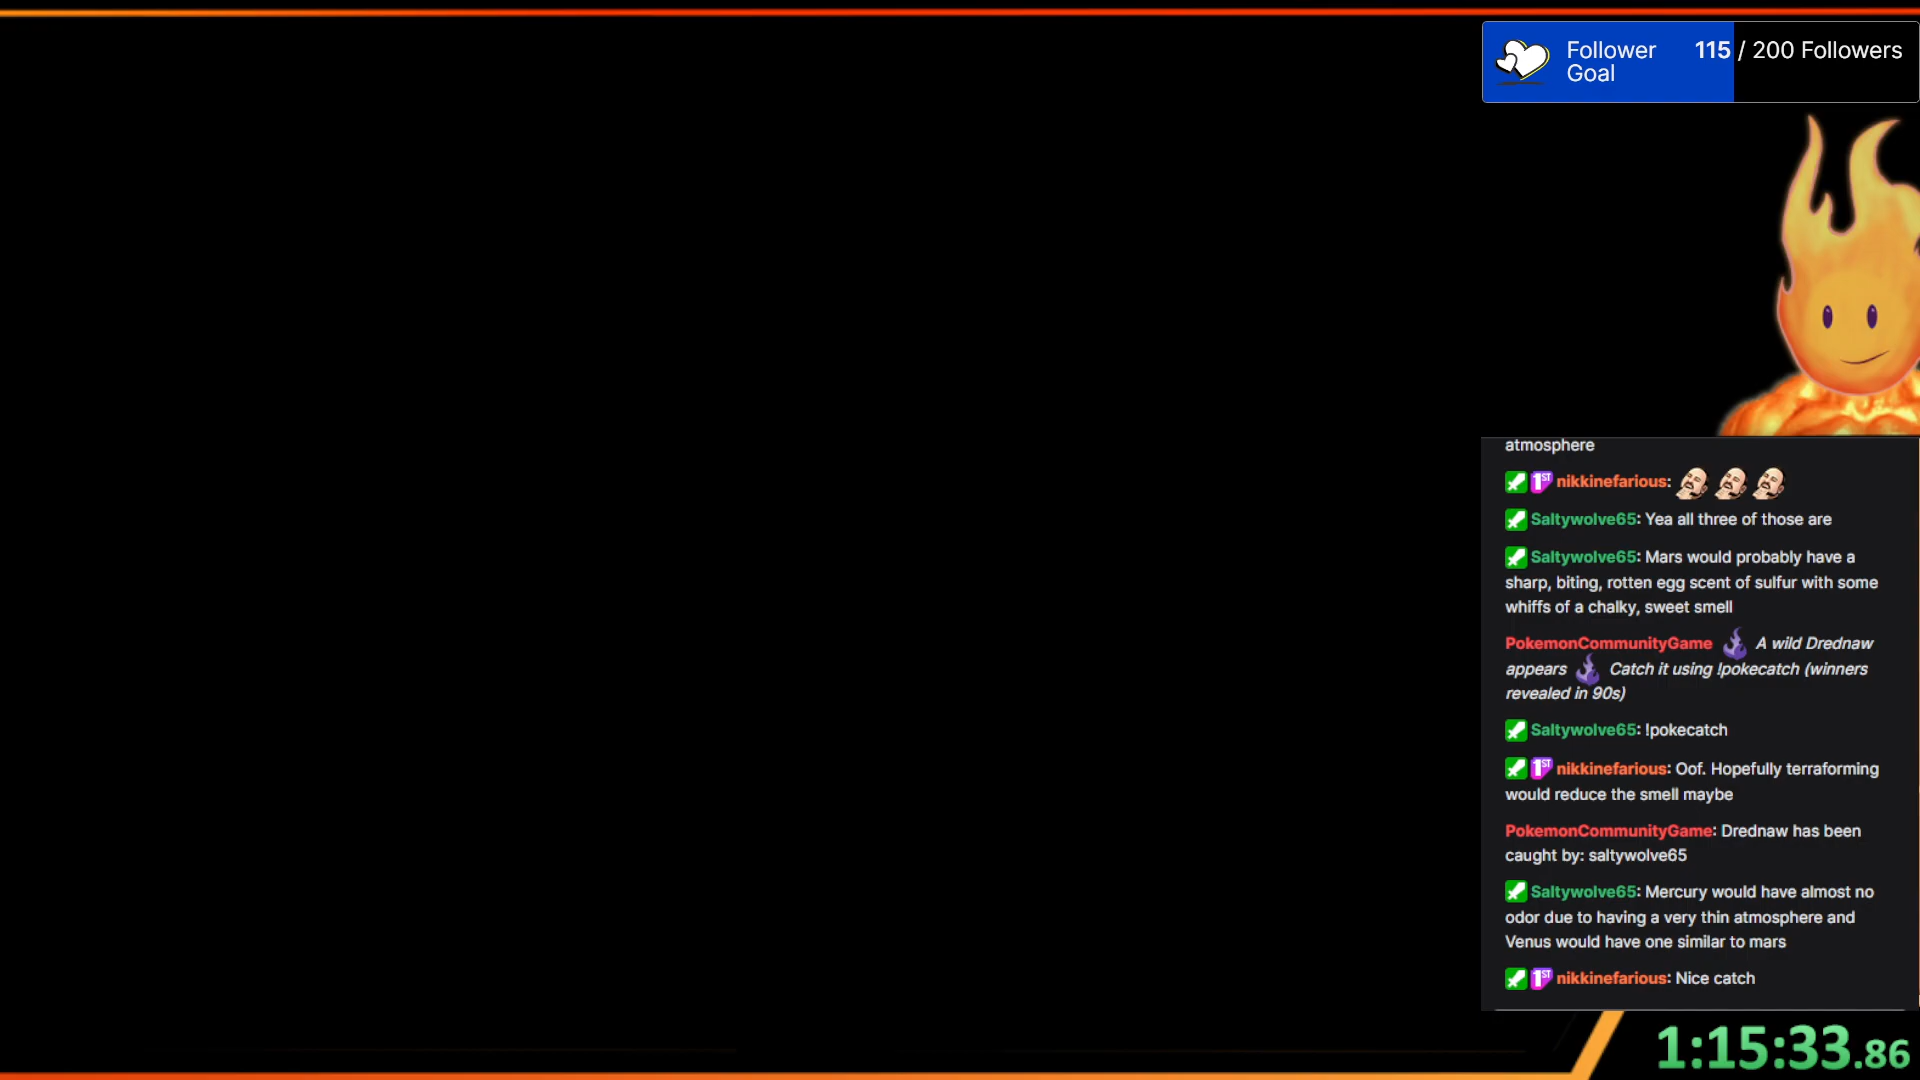 Follower Goal
115 / 200 Followers
atmosphere
1ST nikkinefarious:
Saltywolve65: Yea all three of those are
Saltywolve65: Mars would probably have a
sharp, biting, rotten egg scent of sulfur with some
whiffs of a chalky, sweet smell
PokemonCommunityGame A wild Drednaw
appears Catch it using !pokecatch (winners
revealed in 90s)
Saltywolve65: !pokecatch
1ST nikkinefarious: Oof. Hopefully terraforming
would reduce the smell maybe
PokemonCommunityGame: Drednaw has been
caught by: saltywolve65
Saltywolve65: Mercury would have almost no
odor due to having a very thin atmosphere and
Venus would have one similar to mars
1ST nikkinefarious: Nice catch
1:15:33.86